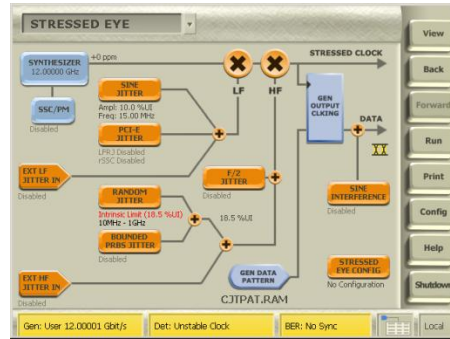 STRESSED EYE
SYNTHESIZER
12.00000 GHz
+0 ppm
SSC/PM
Disabled
SINE
JITTER
Ampl: 10.0 %UI
Freq: 15.00 MHz
PCI-E
JITTER
LFRJ Disabled
rSSC Disabled
EXT LF
JITTER IN
Disabled
RANDOM
JITTER
Intrinsic Limit (18.5 %UI)
10MHz - 1GHz
BOUNDED
PRBS JITTER
Disabled
EXT HF
JITTER IN
Disabled
LF
HF
F/2
JITTER
Disabled
18.5 %UI
STRESSED CLOCK
GEN
OUTPUT
CLKING
DATA
SINE
INTERFERENCE
Disabled
GEN DATA
PATTERN
CJTPAT.RAM
STRESSED
EYE CONFIG
No Configuration
View
Back
Forward
Run
Print
Config
Help
Shutdown
Gen: User 12.00001 Gbit/s
Det: Unstable Clock
BER: No Sync
Local